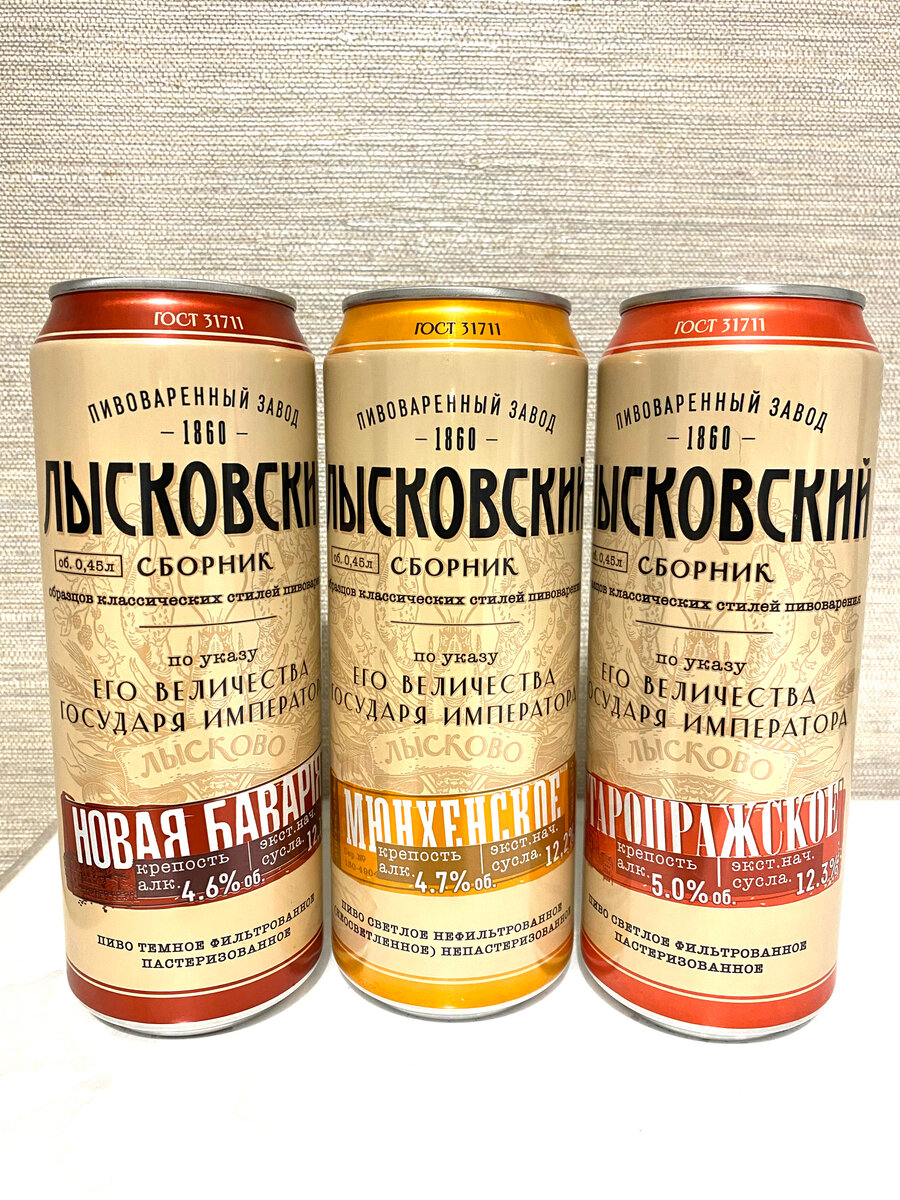 ГОСТ 31711
ПИВОВАРЕННЫЙ ЗАВОД
– 1860 –
ЛЫСКОВСКИ
об. 0,45л
СБОРНИК
образцов классических стилей пиваваре
по указу
ЕГО ВЕЛИЧЕСТВА
ГОСУДАРЯ ИМПЕРАТОРА
ЛЫСКОВО
НОВАЯ БАВАРІЯ
крепость
алк. 4.6% об.
экст.нач.
сусла. 12
ПИВО ТЕМНОЕ ФИЛЬТРОВАННОЕ
ПАСТЕРИЗОВАННОЕ
ГОСТ 31711
ПИВОВАРЕННЫЙ ЗАВОД
– 1860 –
ЛЫСКОВСКИЙ
об. 0,45л
СБОРНИК
образцов классических стилей пивоварения
по указу
ЕГО ВЕЛИЧЕСТВА
ГОСУДАРЯ ИМПЕРАТОРА
ЛЫСКОВО
МЮНХЕНСКОЕ
крепость
алк. 4.7% об.
экст.нач.
сусла. 12.2%
ПИВО СВЕТЛОЕ НЕФИЛЬТРОВАННОЕ
(НЕОСВЕТЛЕННОЕ) НЕПАСТЕРИЗОВАННОЕ
ГОСТ 31711
ПИВОВАРЕННЫЙ ЗАВОД
– 1860 –
ЫСКОВСКИЙ
об. 0,45л
СБОРНИК
образцов классических стилей пивоварения
по указу
ЕГО ВЕЛИЧЕСТВА
ГОСУДАРЯ ИМПЕРАТОРА
ЛЫСКОВО
ТАРОПРАЖСКОЕ"
крепость
алк. 5.0% об.
экст.нач.
сусла. 12.3%
ПИВО СВЕТЛОЕ ФИЛЬТРОВАННОЕ
ПАСТЕРИЗОВАННОЕ